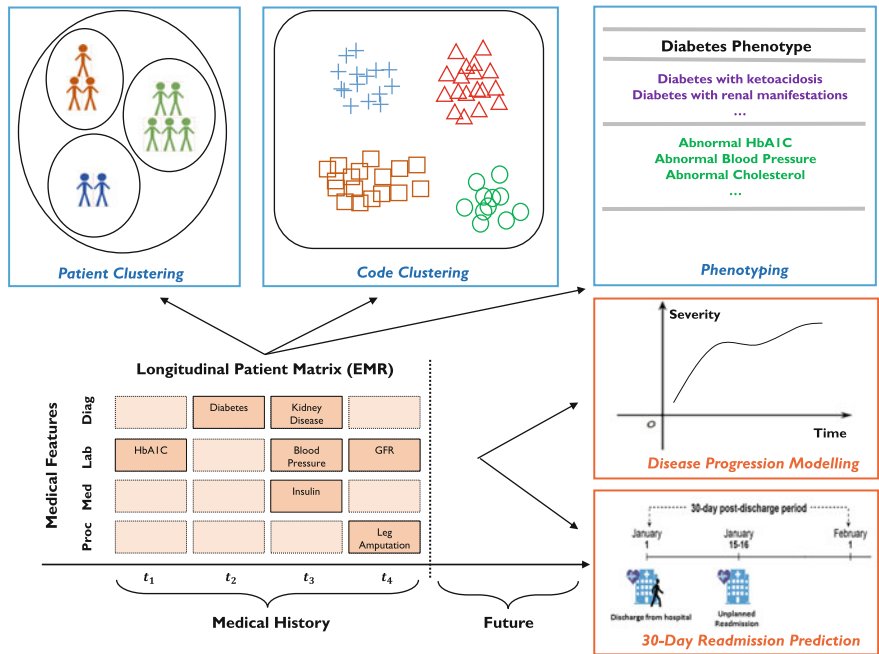 Patient Clustering
Code Clustering
Diabetes Phenotype
Diabetes with ketoacidosis
Diabetes with renal manifestations
...
Abnormal HbA1C
Abnormal Blood Pressure
Abnormal Cholesterol
...
Phenotyping
Longitudinal Patient Matrix (EMR)
Medical Features
Diag
Diabetes
Kidney
Disease
Lab
HbA1C
Blood
Pressure
GFR
Med
Insulin
Proc
Leg
Amputation
t1
t2
t3
t4
Medical History
Future
Severity
O
Time
Disease Progression Modelling
30-day post-discharge period
January
1
January
15-16
February
1
Discharge from hospital
Unplanned
Readmission
30-Day Readmission Prediction